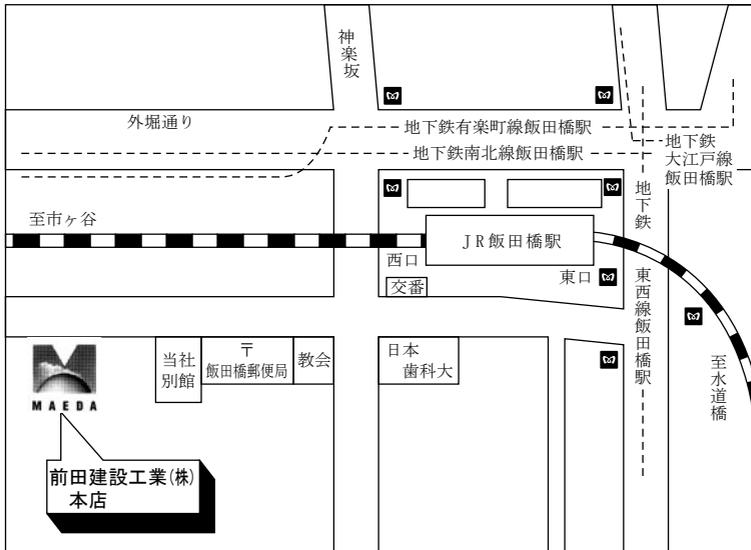 神楽坂
外堀通り
地下鉄有楽町線飯田橋駅
地下鉄南北線飯田橋駅
地下鉄
大江戸線
飯田橋駅
至市ヶ谷
JR飯田橋駅
西口
交番
東口
地下鉄 東西線飯田橋駅
至水道橋
当社
別館
〒
飯田橋郵便局
教会
日本
歯科大
MAEDA
前田建設工業(株)
本店